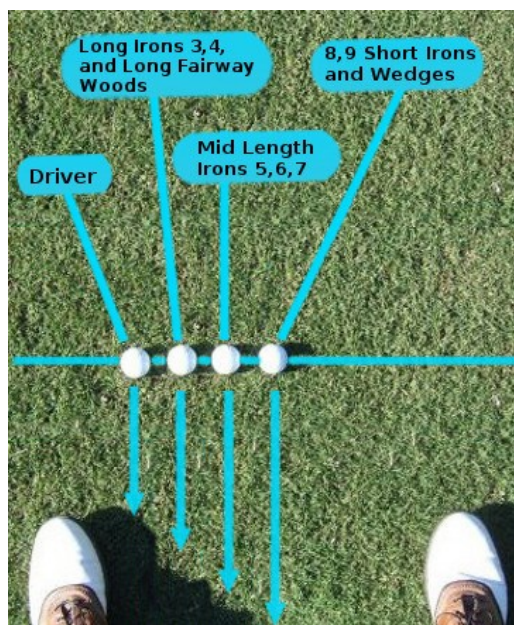 Long Irons 3,4,
and Long Fairway
Woods
8,9 Short Irons
and Wedges
Mid Length
Irons 5,6,7
Driver